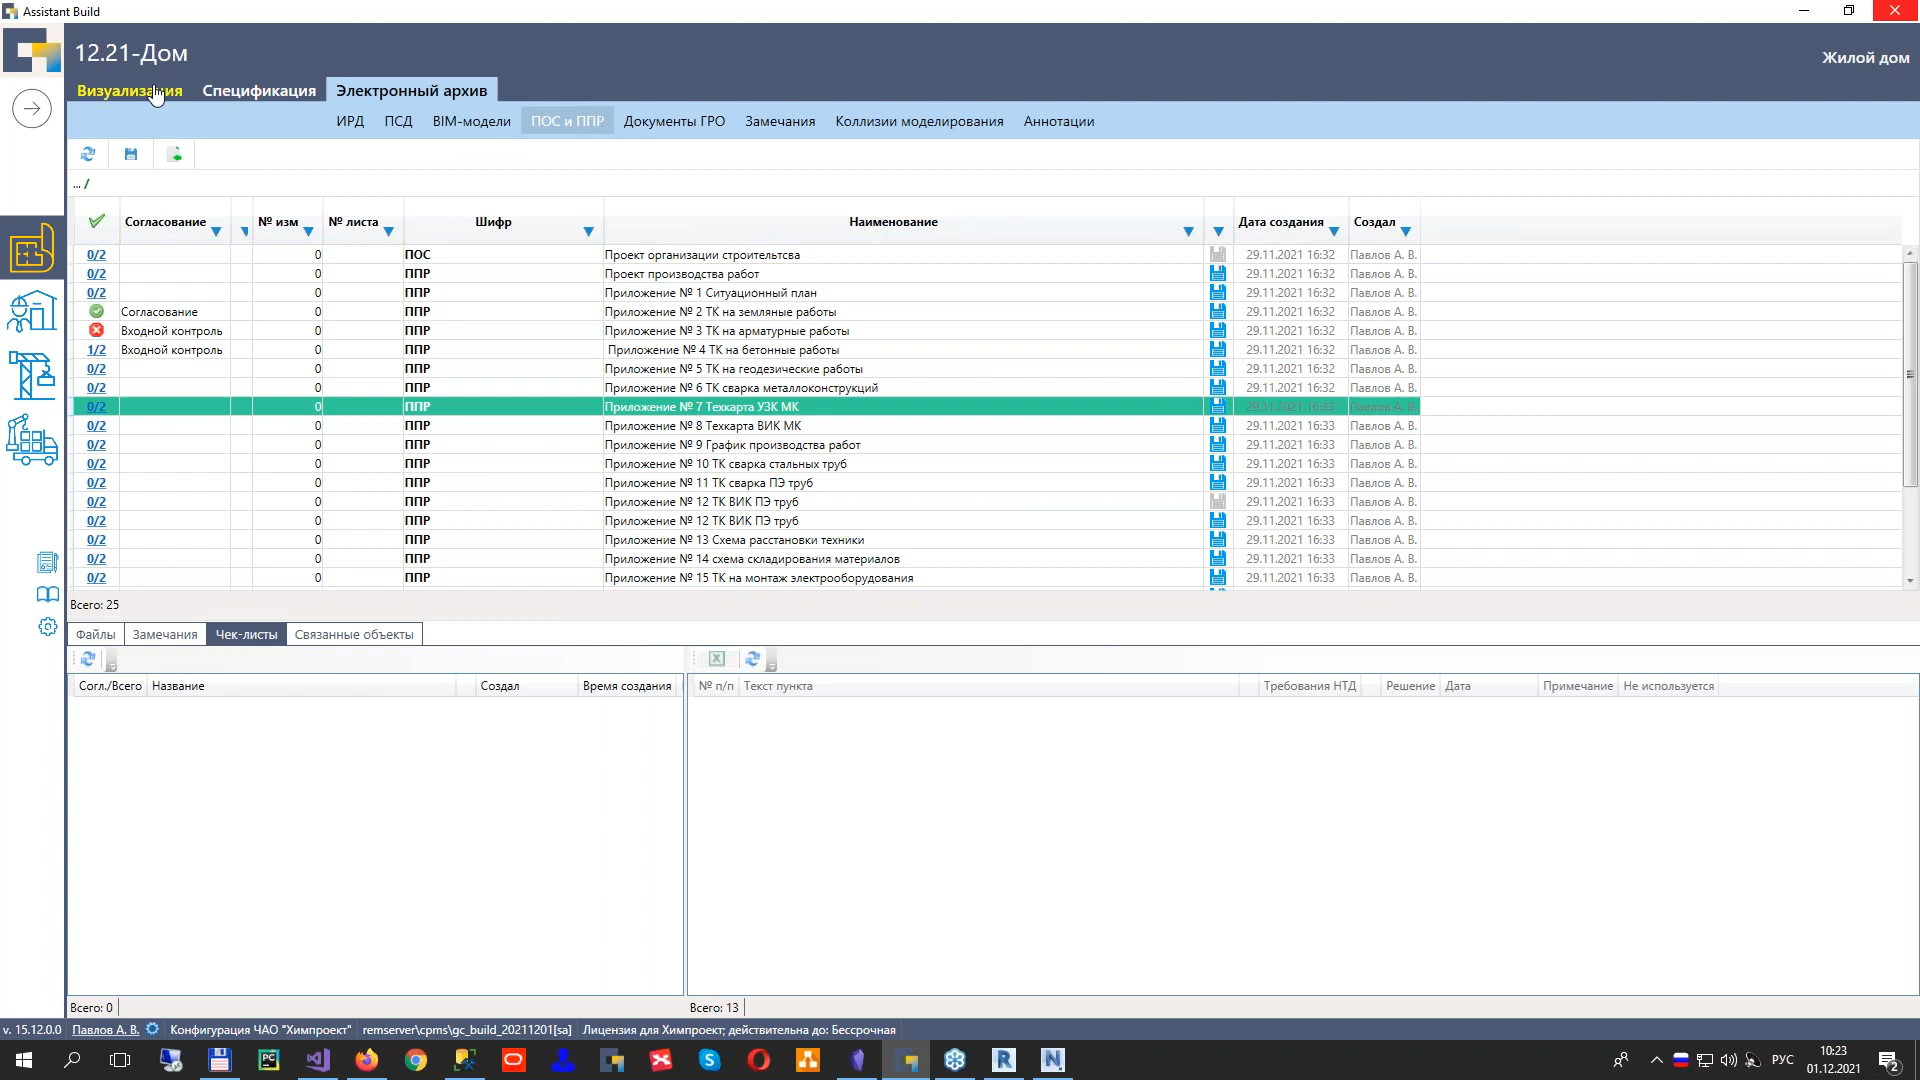 Assistant Build
12.21-Дом
Жилой дом
Визуализация Спецификация Электронный архив
ИРД ПСД BIM-модели ПОС и ППР Документы ГРО Замечания Коллизии моделирования Аннотации
... /
Согласование № изм № листа Шифр Наименование Дата создания Создал
0/2 0 ПОС Проект организации строительтсва 29.11.2021 16:32 Павлов А. В.
0/2 0 ППР Проект производства работ 29.11.2021 16:32 Павлов А. В.
0/2 0 ППР Приложение № 1 Ситуационный план 29.11.2021 16:32 Павлов А. В.
Согласование 0 ППР Приложение № 2 ТК на земляные работы 29.11.2021 16:32 Павлов А. В.
Входной контроль 0 ППР Приложение № 3 ТК на арматурные работы 29.11.2021 16:32 Павлов А. В.
1/2 Входной контроль 0 ППР Приложение № 4 ТК на бетонные работы 29.11.2021 16:32 Павлов А. В.
0/2 0 ППР Приложение № 5 ТК на геодезические работы 29.11.2021 16:32 Павлов А. В.
0/2 0 ППР Приложение № 6 ТК сварка металлоконструкций 29.11.2021 16:32 Павлов А. В.
0/2 0 ППР Приложение № 7 Техкарта УЗК МК 29.11.2021 16:33 Павлов А. В.
0/2 0 ППР Приложение № 8 Техкарта ВИК МК 29.11.2021 16:33 Павлов А. В.
0/2 0 ППР Приложение № 9 График производства работ 29.11.2021 16:33 Павлов А. В.
0/2 0 ППР Приложение № 10 ТК сварка стальных труб 29.11.2021 16:33 Павлов А. В.
0/2 0 ППР Приложение № 11 ТК сварка ПЭ труб 29.11.2021 16:33 Павлов А. В.
0/2 0 ППР Приложение № 12 ТК ВИК ПЭ труб 29.11.2021 16:33 Павлов А. В.
0/2 0 ППР Приложение № 12 ТК ВИК ПЭ труб 29.11.2021 16:33 Павлов А. В.
0/2 0 ППР Приложение № 13 Схема расстановки техники 29.11.2021 16:33 Павлов А. В.
0/2 0 ППР Приложение № 14 схема складирования материалов 29.11.2021 16:33 Павлов А. В.
0/2 0 ППР Приложение № 15 ТК на монтаж электрооборудования 29.11.2021 16:33 Павлов А. В.
Всего: 25
Файлы Замечания Чек-листы Связанные объекты
Согл./Всего Название Создал Время создания № п/п Текст пункта Требования НТД Решение Дата Примечание Не используется
Всего: 0 Всего: 13
v. 15.12.0.0 Павлов А. В. Конфигурация ЧАО "Химпроект" remserver\cpms\gc_build_20211201[sa] Лицензия для Химпроект; действительна до: Бессрочная
РУС
10:23
01.12.2021
2